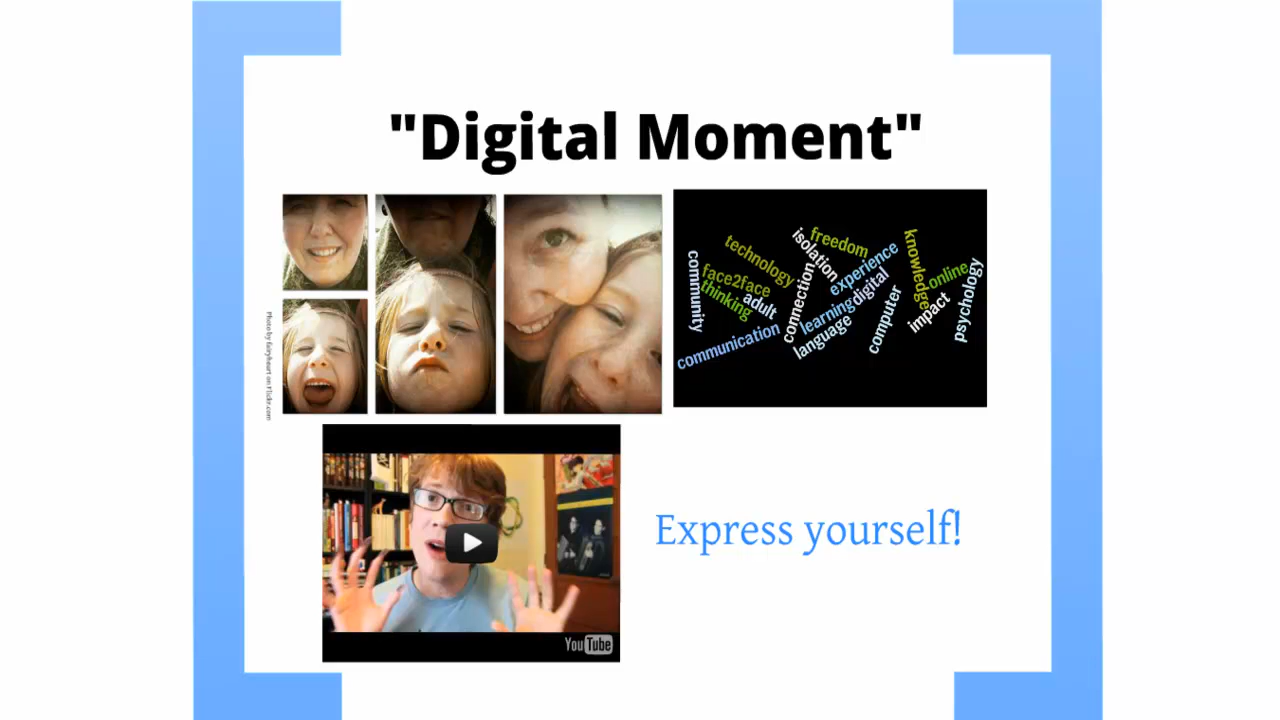 "Digital Moment"
Photo by fairyheart on Flickr.com
community
technology
face2face
thinking
adult
communication
isolation
freedom
connection
experience
learning
digital
language
computer
knowledge
online
impact
psychology
YouTube
Express yourself!